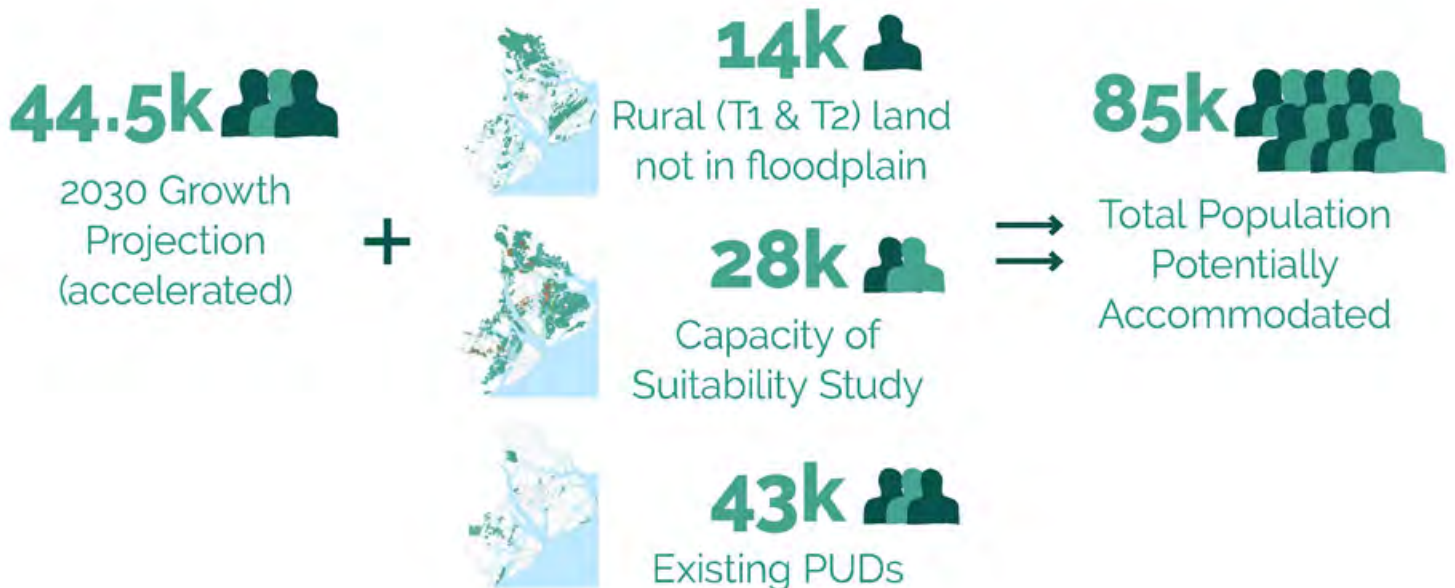 44.5k
2030 Growth
Projection
(accelerated)
+
14k
Rural (T1 & T2) land
not in floodplain
28k
Capacity of
Suitability Study
43k
Existing PUDs
85k
Total Population
Potentially
Accommodated